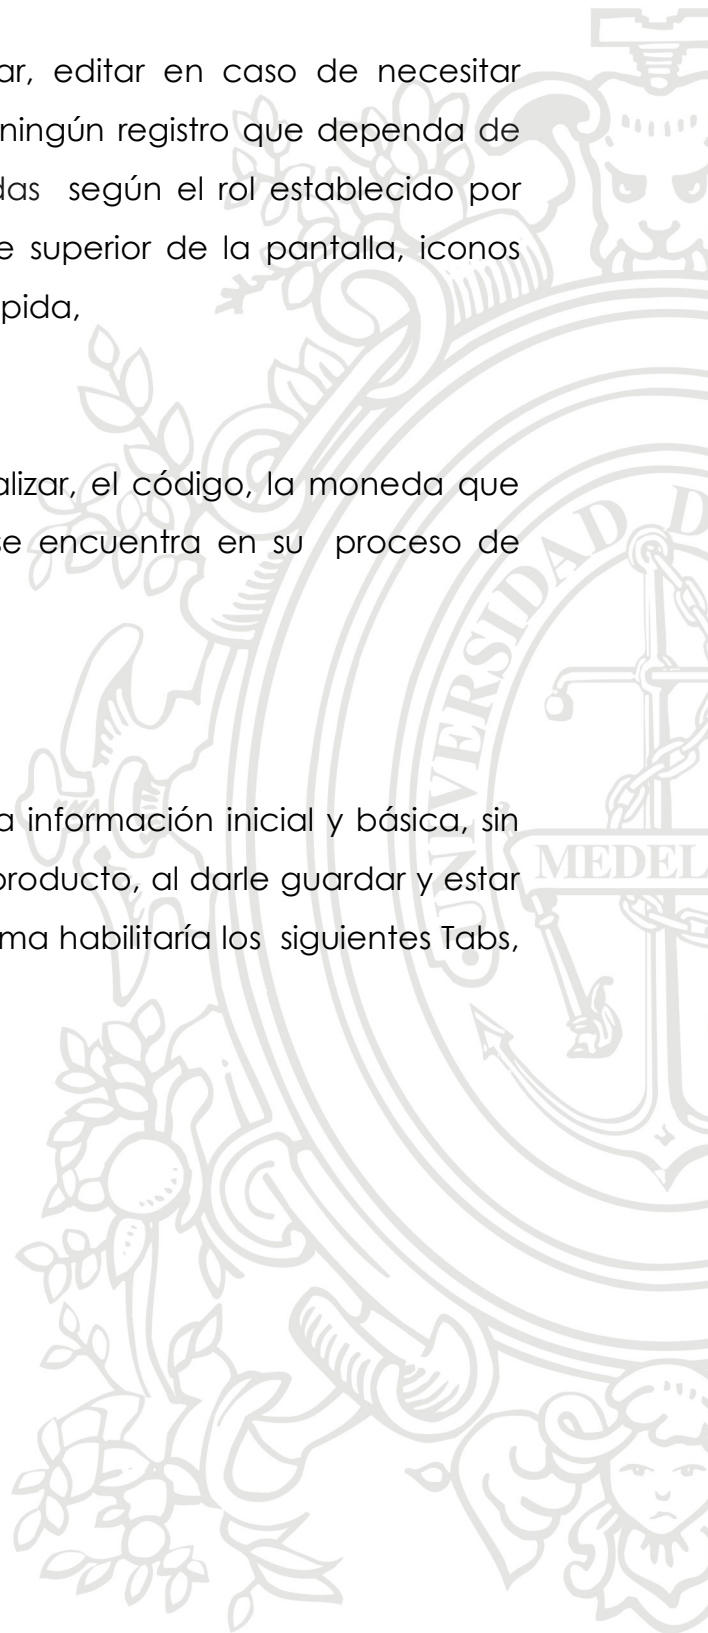 ar, editar en caso de necesitar
ningún registro que dependa de
das según el rol establecido por
e superior de la pantalla, iconos
pida,
alizar, el código, la moneda que
se encuentra en su proceso de
a información inicial y básica, sin
producto, al darle guardar y estar
ma habilitaría los siguientes Tabs,
UNIVERSIDAD D
MEDEL